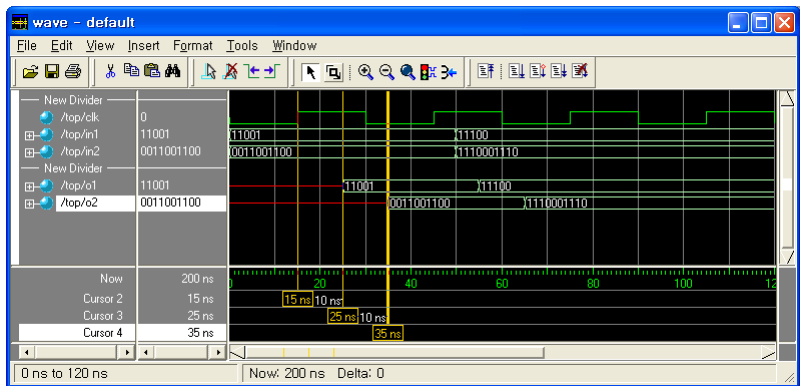 wave - default
File Edit View Insert Format Tools Window
New Divider
/top/clk 0
/top/in1 11001 11001 11100
/top/in2 0011001100 0011001100 1110001110
New Divider
/top/o1 11001 11001 11100
/top/o2 0011001100 0011001100 1110001110
Now 200 ns 0 20 40 60 80 100 12
Cursor 2 15 ns 15 ns 10 ns
Cursor 3 25 ns 25 ns 10 ns
Cursor 4 35 ns 35 ns
0 ns to 120 ns Now: 200 ns Delta: 0